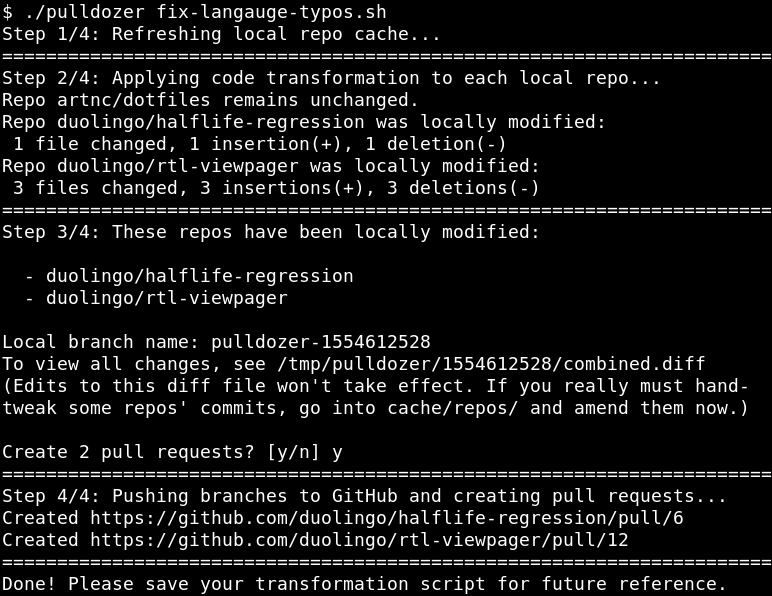 $ ./pulldozer fix-langauge-typos.sh
Step 1/4: Refreshing local repo cache...
======================================================================
Step 2/4: Applying code transformation to each local repo...
Repo artnc/dotfiles remains unchanged.
Repo duolingo/halflife-regression was locally modified:
 1 file changed, 1 insertion(+), 1 deletion(-)
Repo duolingo/rtl-viewpager was locally modified:
 3 files changed, 3 insertions(+), 3 deletions(-)
======================================================================
Step 3/4: These repos have been locally modified:

  - duolingo/halflife-regression
  - duolingo/rtl-viewpager

Local branch name: pulldozer-1554612528
To view all changes, see /tmp/pulldozer/1554612528/combined.diff
(Edits to this diff file won't take effect. If you really must hand-
tweak some repos' commits, go into cache/repos/ and amend them now.)

Create 2 pull requests? [y/n] y
======================================================================
Step 4/4: Pushing branches to GitHub and creating pull requests...
Created https://github.com/duolingo/halflife-regression/pull/6
Created https://github.com/duolingo/rtl-viewpager/pull/12
======================================================================
Done! Please save your transformation script for future reference.